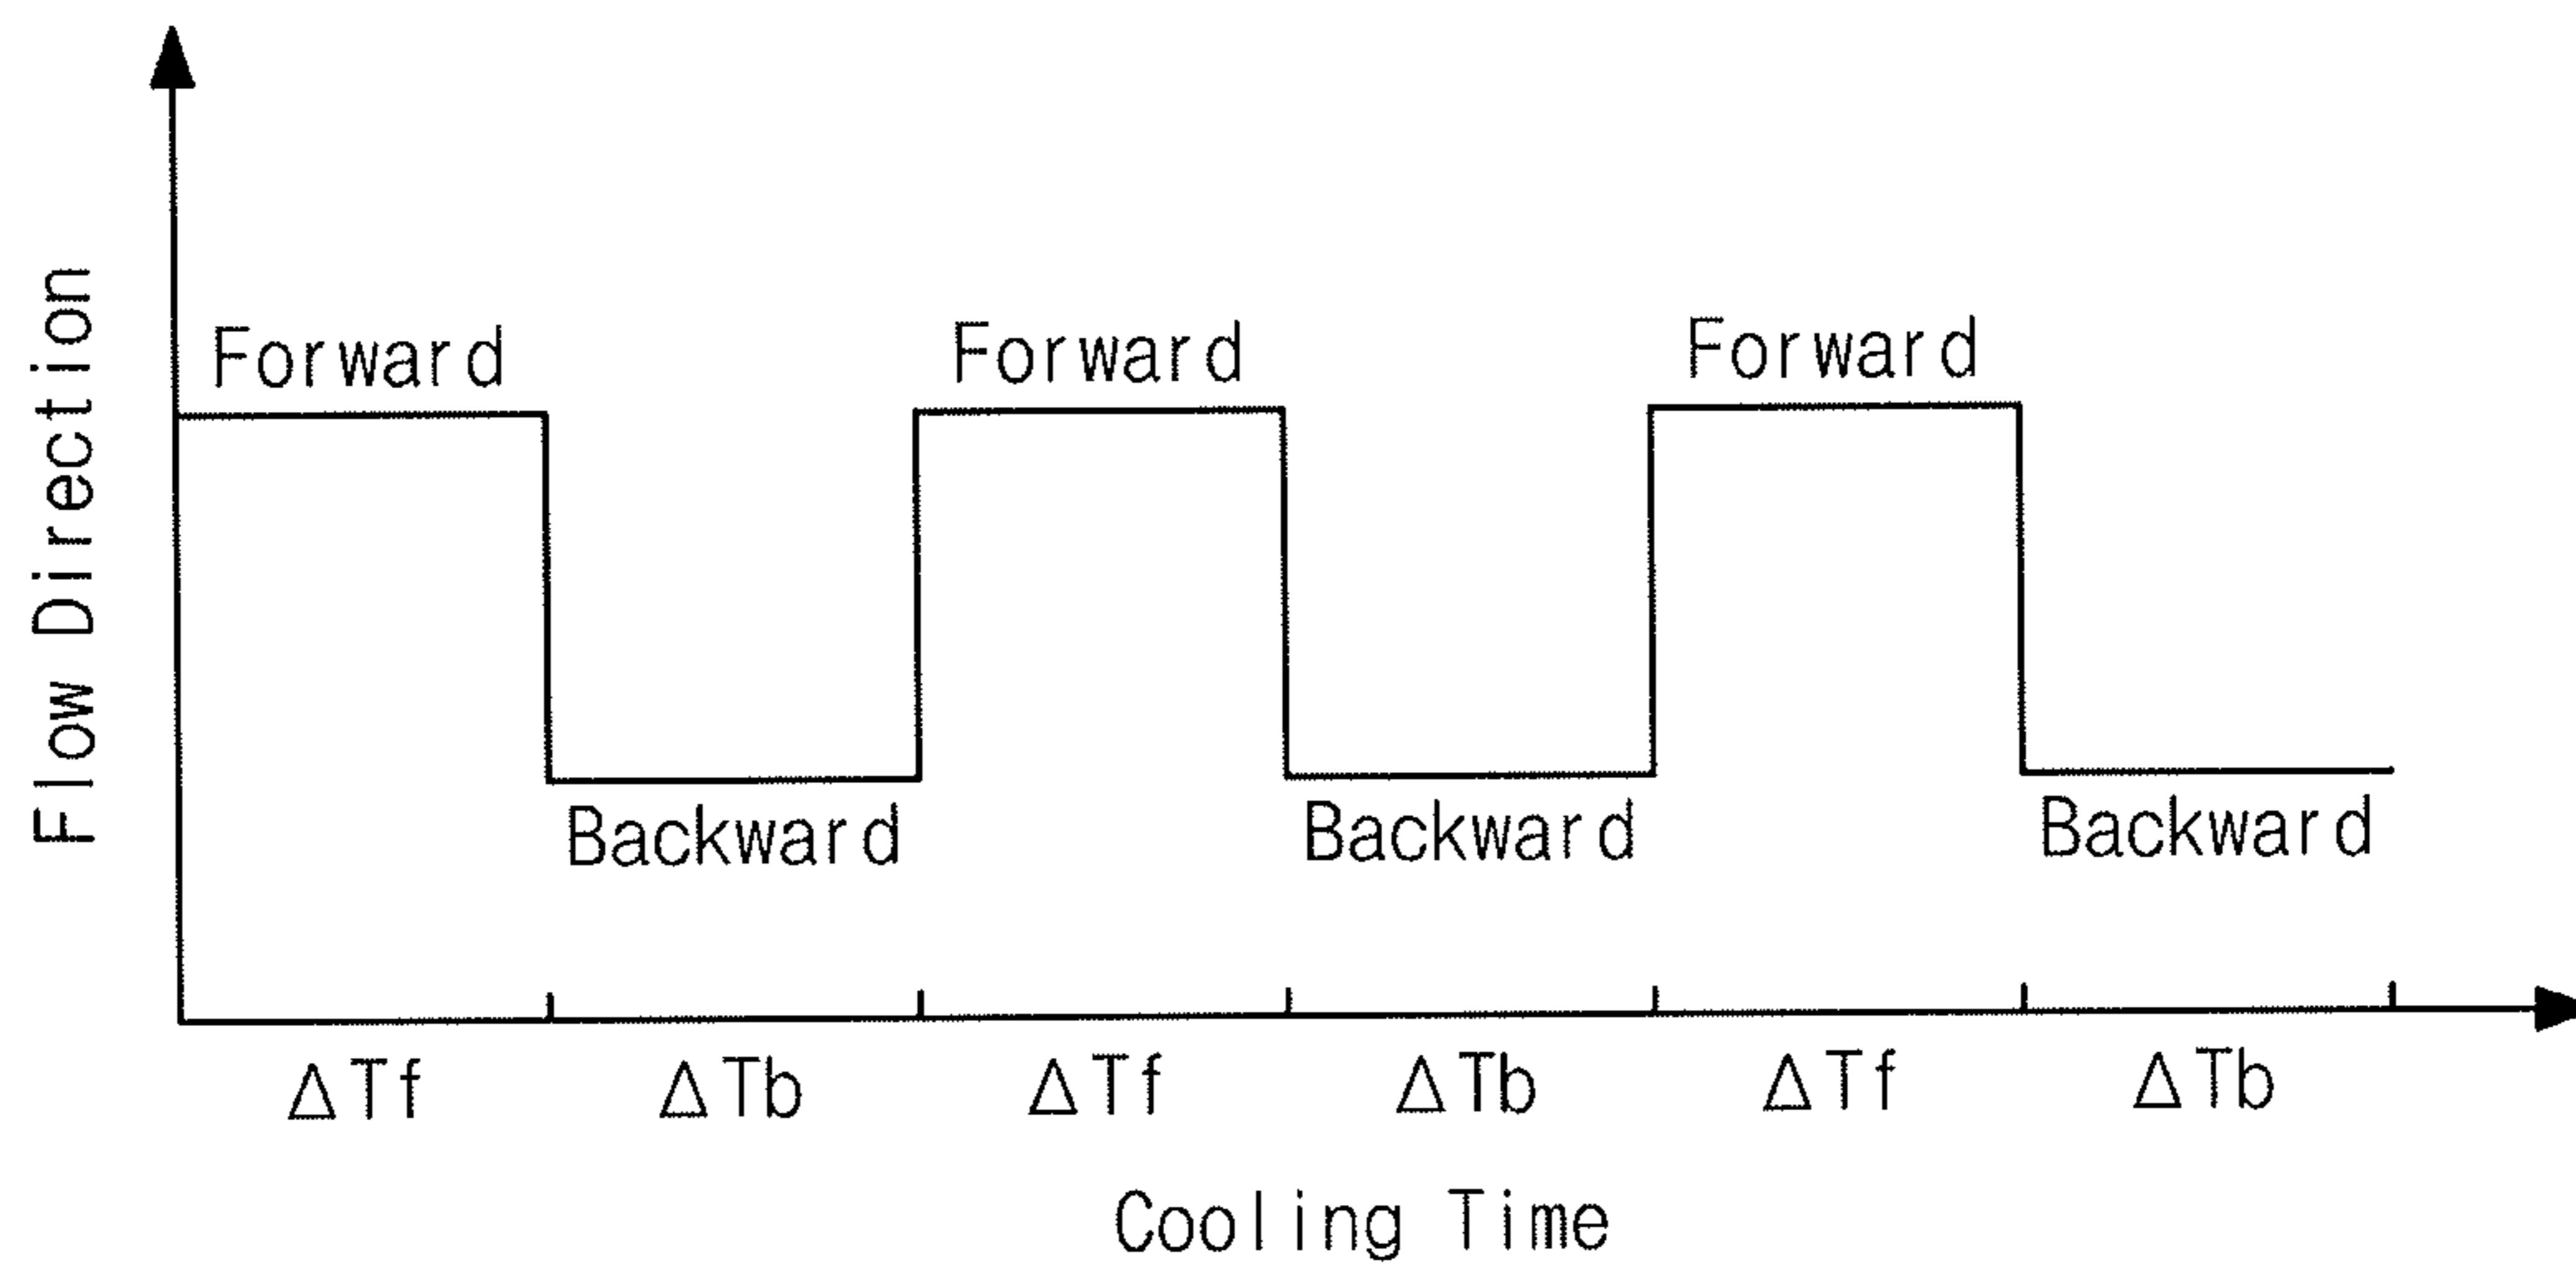 Flow Direction
Forward Forward Forward
Backward Backward Backward
ΔTf ΔTb ΔTf ΔTb ΔTf ΔTb
Cooling Time